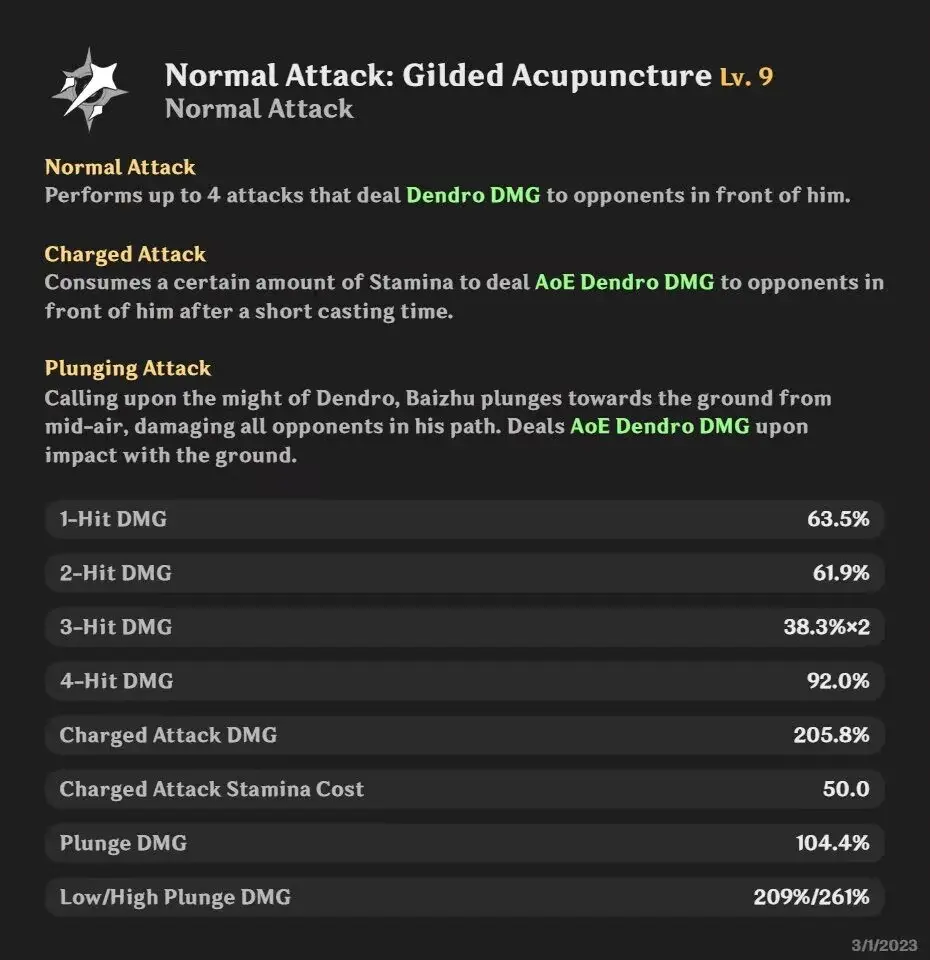 Normal Attack: Gilded Acupuncture Lv. 9
Normal Attack
Normal Attack
Performs up to 4 attacks that deal Dendro DMG to opponents in front of him.
Charged Attack
Consumes a certain amount of Stamina to deal AoE Dendro DMG to opponents in
front of him after a short casting time.
Plunging Attack
Calling upon the might of Dendro, Baizhu plunges towards the ground from
mid-air, damaging all opponents in his path. Deals AoE Dendro DMG upon
impact with the ground.
1-Hit DMG 63.5%
2-Hit DMG 61.9%
3-Hit DMG 38.3%×2
4-Hit DMG 92.0%
Charged Attack DMG 205.8%
Charged Attack Stamina Cost 50.0
Plunge DMG 104.4%
Low/High Plunge DMG 209%/261%
3/1/2023